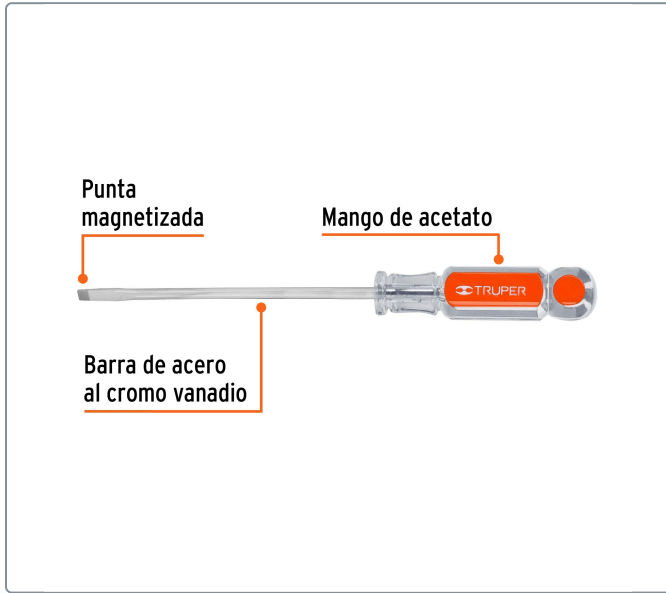 Punta
magnetizada
Mango de acetato
TRUPER
Barra de acero
al cromo vanadio